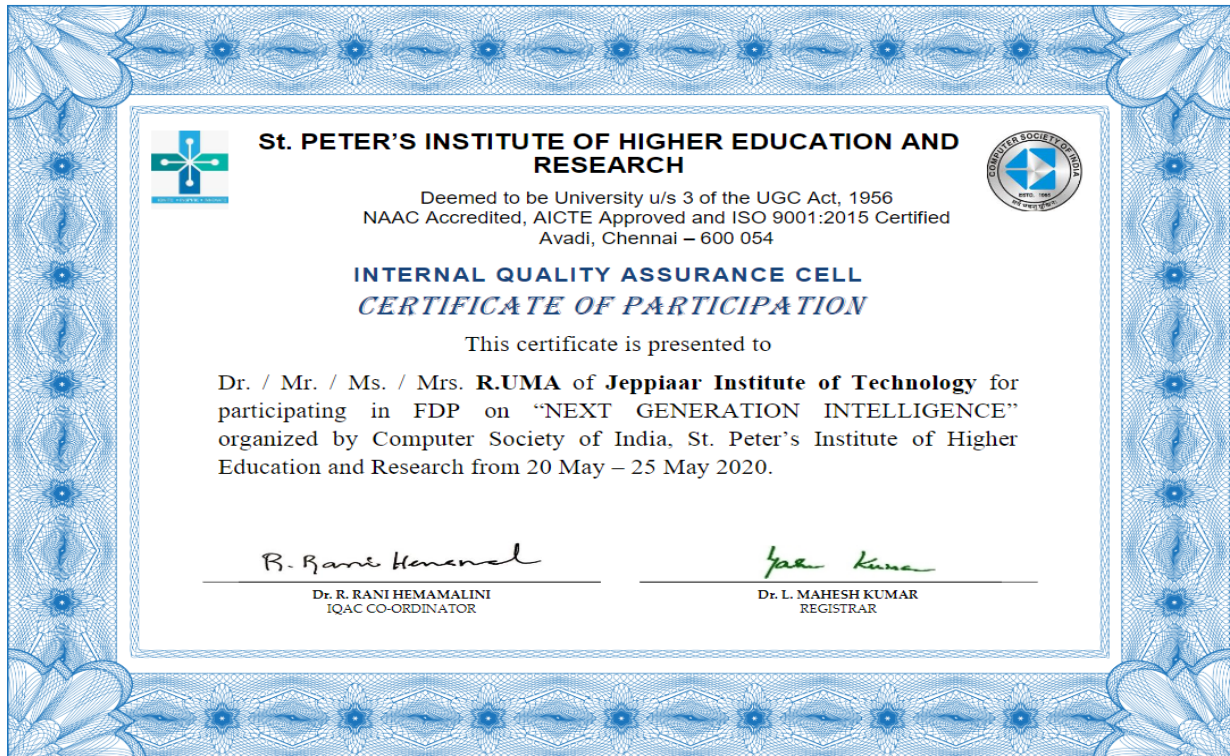 St. PETER'S INSTITUTE OF HIGHER EDUCATION AND
RESEARCH
Deemed to be University u/s 3 of the UGC Act, 1956
NAAC Accredited, AICTE Approved and ISO 9001:2015 Certified
Avadi, Chennai – 600 054
COMPUTER SOCIETY OF INDIA
ESTD. 1965
INTERNAL QUALITY ASSURANCE CELL
CERTIFICATE OF PARTICIPATION
This certificate is presented to
Dr. / Mr. / Ms. / Mrs. R.UMA of Jeppiaar Institute of Technology for
participating in FDP on “NEXT GENERATION INTELLIGENCE”
organized by Computer Society of India, St. Peter’s Institute of Higher
Education and Research from 20 May – 25 May 2020.
R. Rani
Dr. R. RANI HEMAMALINI
IQAC CO-ORDINATOR
Dr. L. MAHESH KUMAR
REGISTRAR